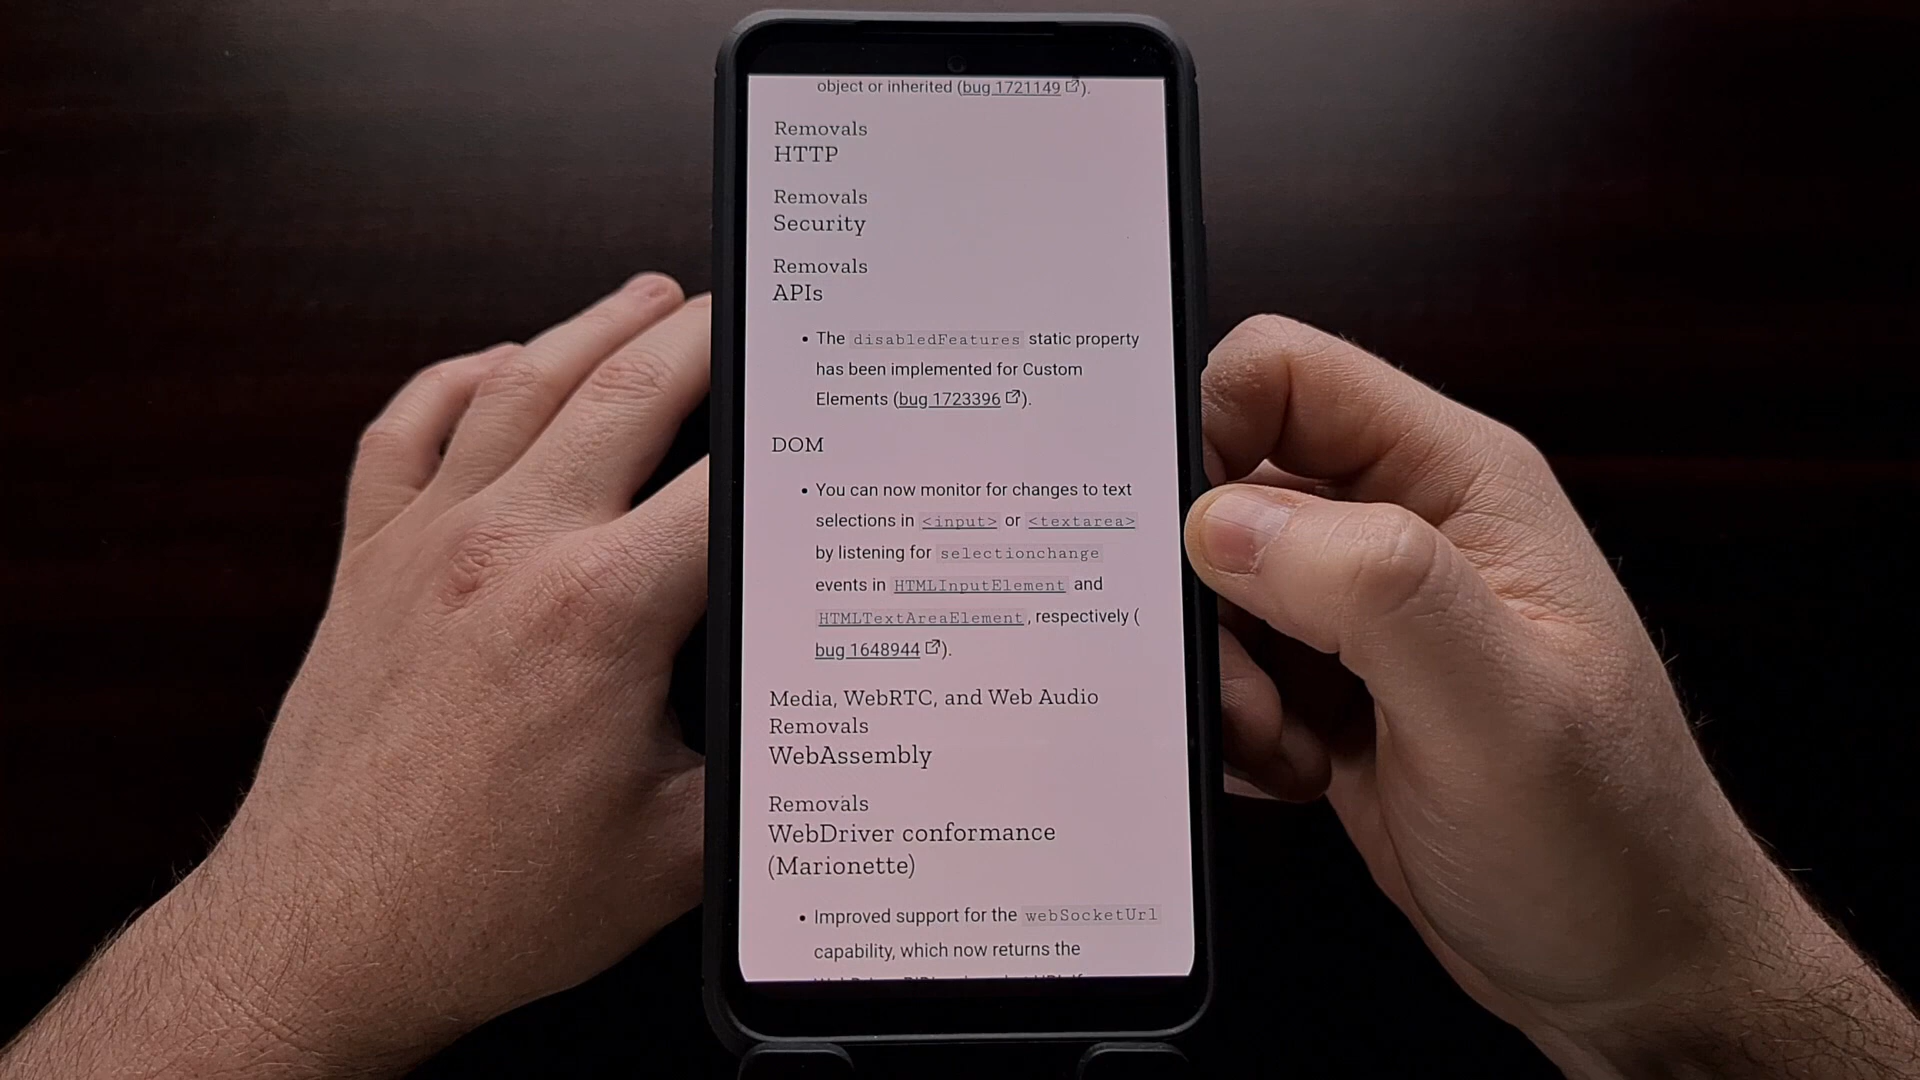 object or inherited (bug 1721149).
Removals
HTTP
Removals
Security
Removals
APIs
• The disabledFeatures static property
has been implemented for Custom
Elements (bug 1723396).
DOM
• You can now monitor for changes to text
selections in <input> or <textarea>
by listening for selectionchange
events in HTMLInputElement and
HTMLTextAreaElement, respectively (
bug 1648944).
Media, WebRTC, and Web Audio
Removals
WebAssembly
Removals
WebDriver conformance
(Marionette)
• Improved support for the webSocketUrl
capability, which now returns the